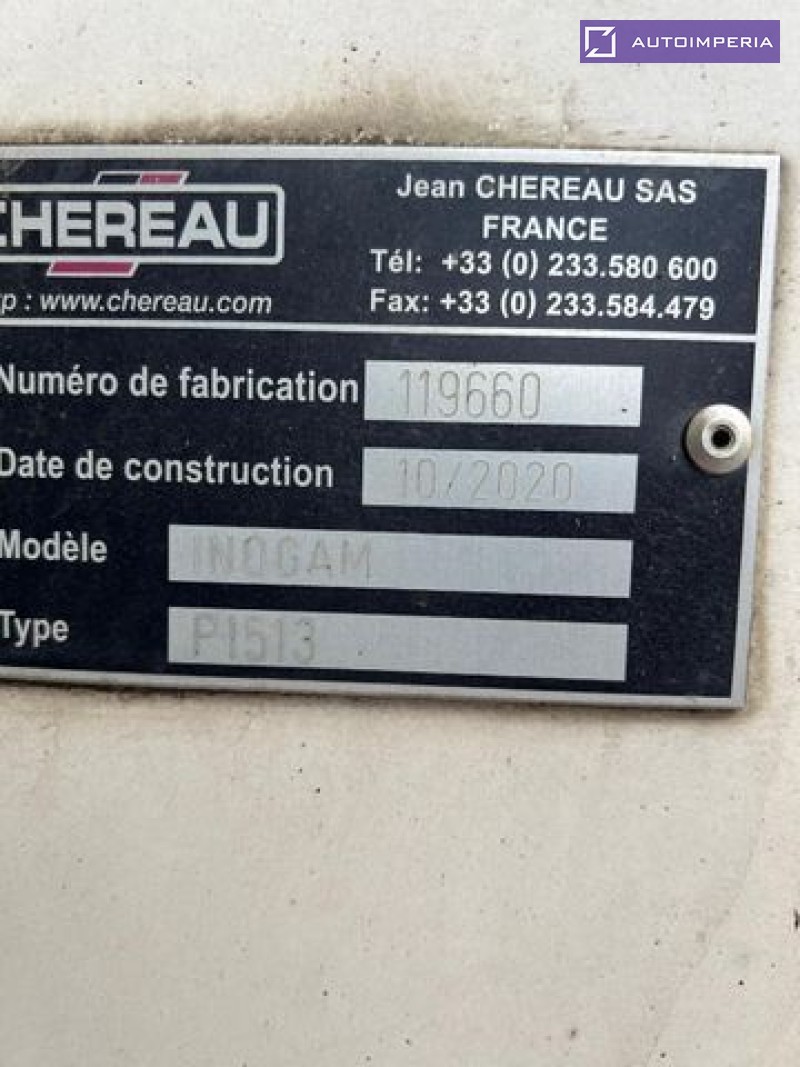 AUTOIMPERIA
CHEREAU
Jean CHEREAU SAS
FRANCE
Tél: +33 (0) 233.580 600
Fax: +33 (0) 233.584.479
: www.chereau.com
Numéro de fabrication 119660
Date de construction 10/2020
Modèle INOGAM
Type P1513